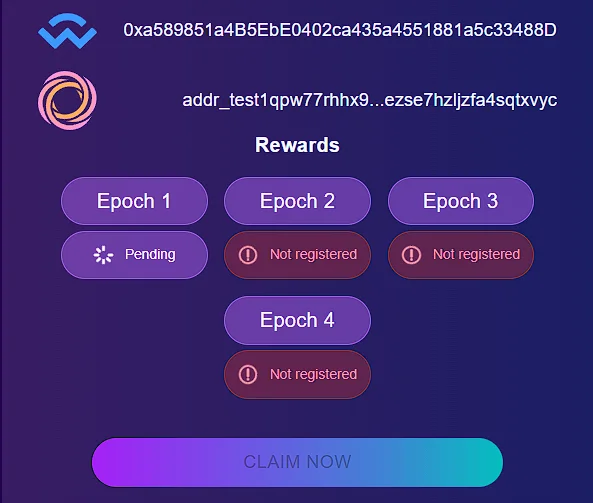 0xa589851a4B5EbE0402ca435a4551881a5c33488D
addr_test1qpw77rhhx9...ezse7hzljzfa4sqtxvyc
Rewards
Epoch 1 Epoch 2 Epoch 3
Pending Not registered Not registered
Epoch 4
Not registered
CLAIM NOW